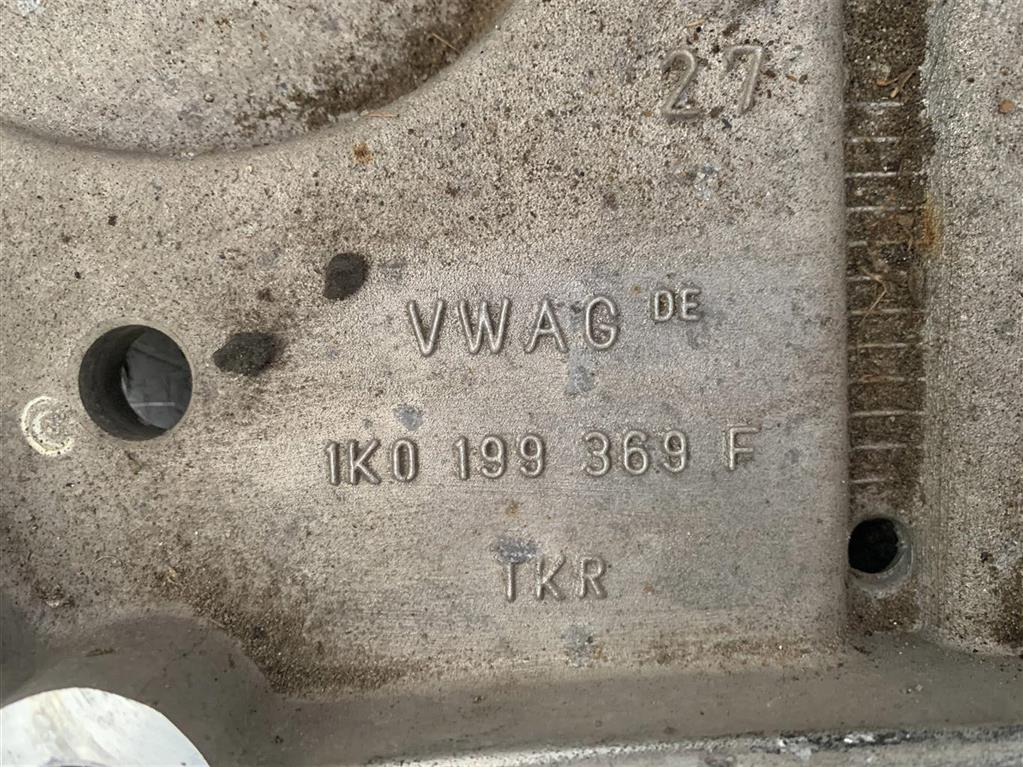 27
VWAG DE
1K0 199 369 F
TKR